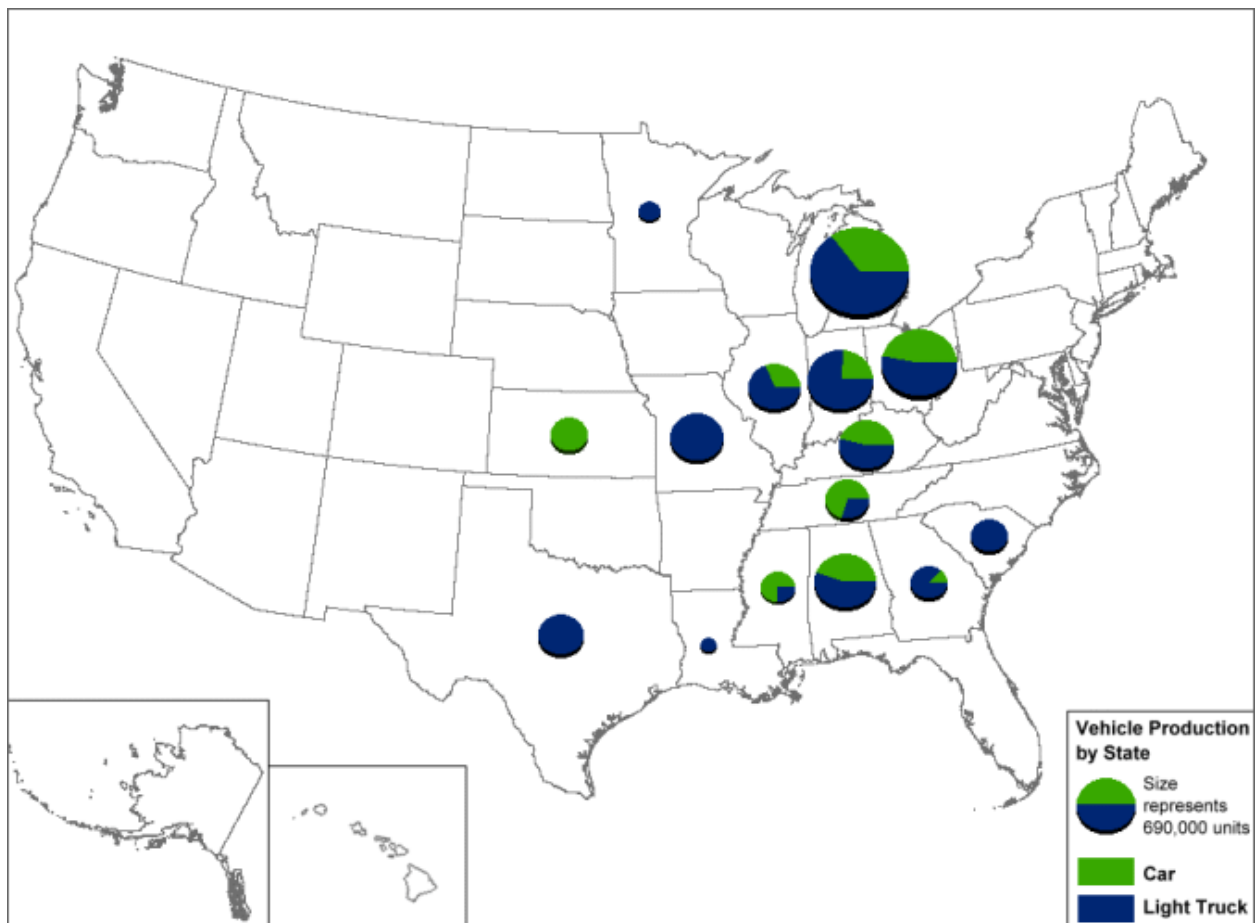 Vehicle Production
by State
Size
represents
690,000 units
Car
Light Truck